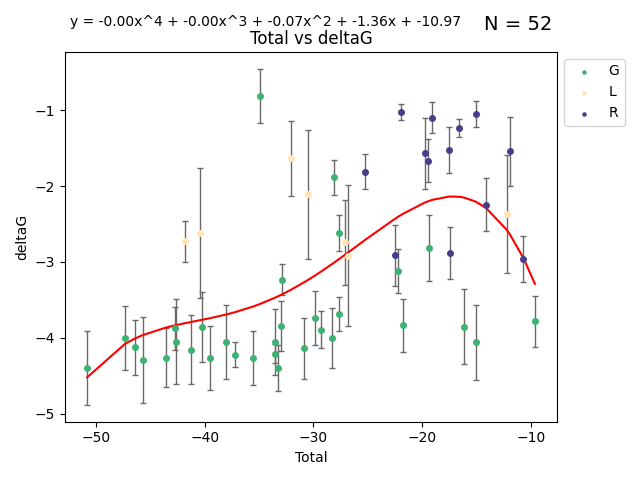 y = -0.00x^4 + -0.00x^3 + -0.07x^2 + -1.36x + -10.97
N = 52
Total vs deltaG
G
L
R
deltaG
−1
−2
−3
−4
−5
−50 −40 −30 −20 −10
Total